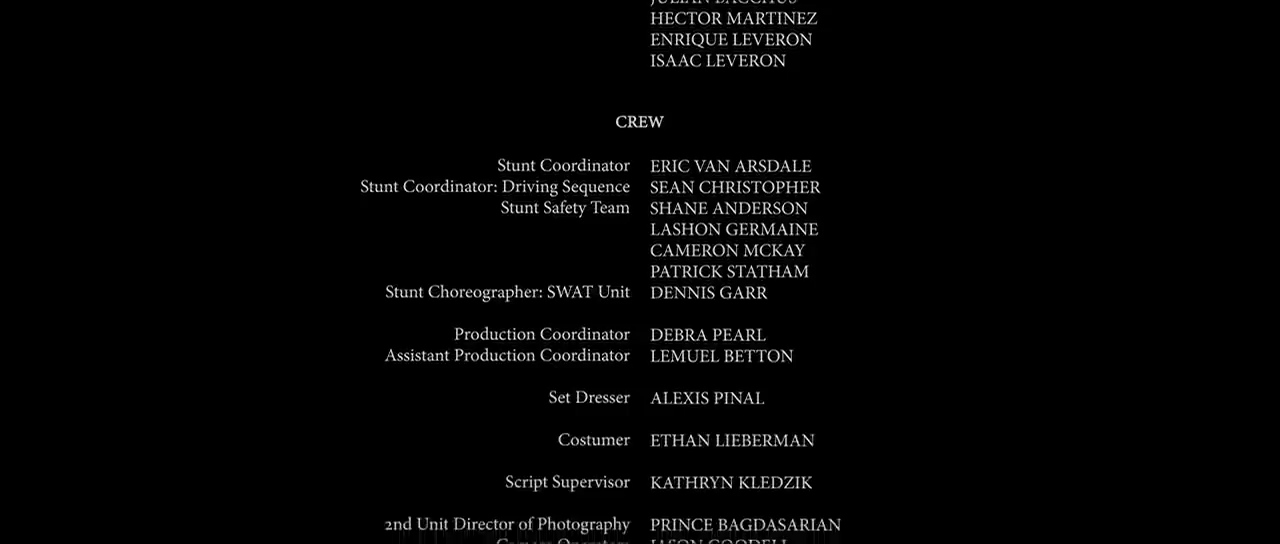 HECTOR MARTINEZ
ENRIQUE LEVERON
ISAAC LEVERON
CREW
Stunt Coordinator ERIC VAN ARSDALE
Stunt Coordinator: Driving Sequence SEAN CHRISTOPHER
Stunt Safety Team SHANE ANDERSON
LASHON GERMAINE
CAMERON MCKAY
PATRICK STATHAM
Stunt Choreographer: SWAT Unit DENNIS GARR
Production Coordinator DEBRA PEARL
Assistant Production Coordinator LEMUEL BETTON
Set Dresser ALEXIS PINAL
Costumer ETHAN LIEBERMAN
Script Supervisor KATHRYN KLEDZIK
2nd Unit Director of Photography PRINCE BAGDASARIAN